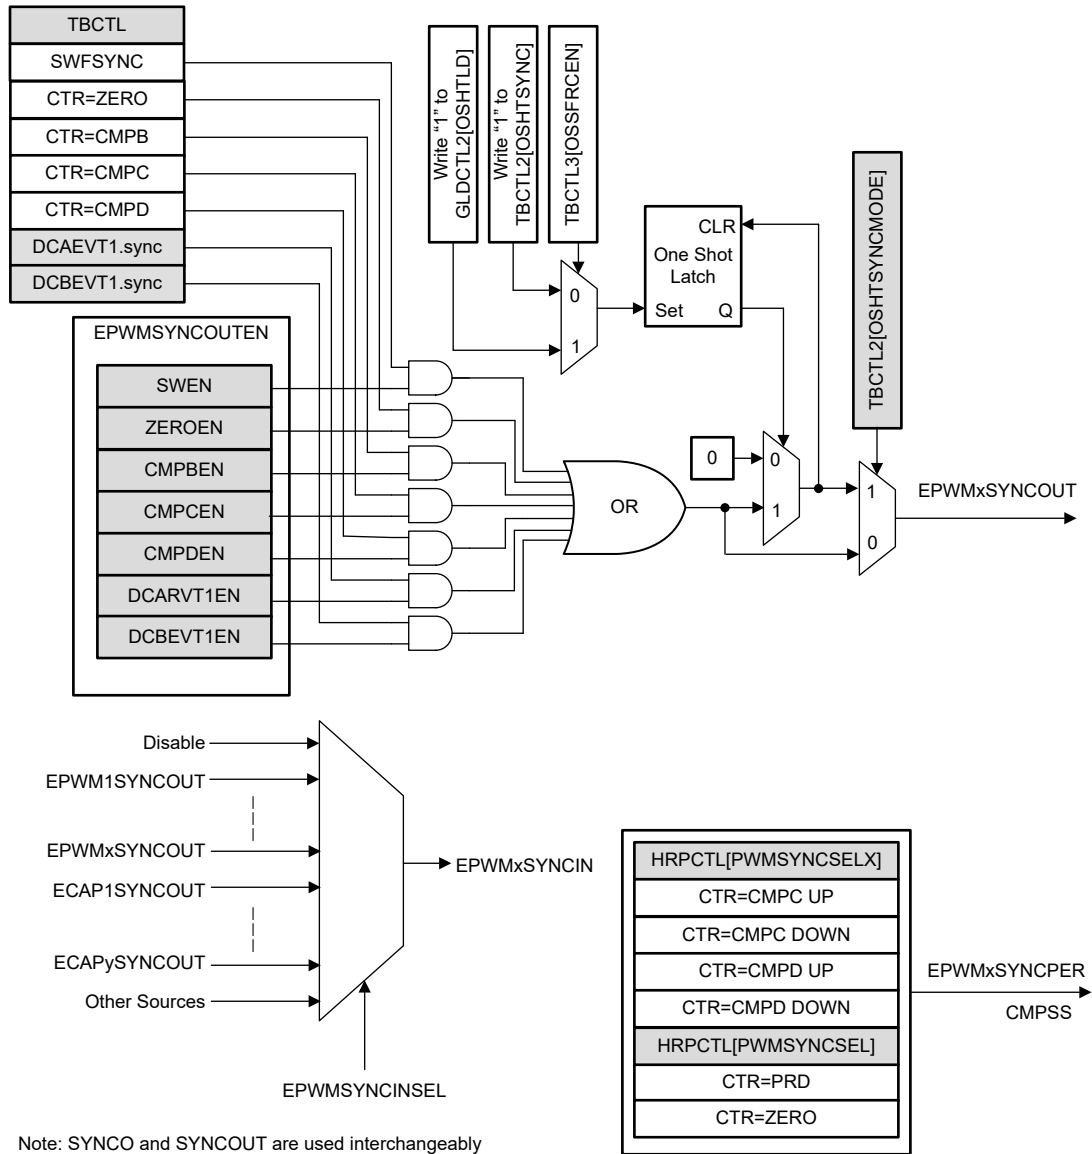 TBCTL
SWFSYNC
CTR=ZERO
CTR=CMPB
CTR=CMPC
CTR=CMPD
DCAEVT1.sync
DCBEVT1.sync
Write “1” to
GLDCTL2[OSHTLD]
Write “1” to
TBCTL2[OSHTSYNC]
TBCTL3[OSSFRCEN]
TBCTL2[OSHTSYNCMODE]
CLR
One Shot
Latch
Set
Q
0
1
EPWMSYNCOUTEN
SWEN
ZEROEN
CMPBEN
CMPCEN
CMPDEN
DCARVT1EN
DCBEVT1EN
OR
0
0
1
1
0
EPWMxSYNCOUT
Disable
EPWM1SYNCOUT
EPWMxSYNCOUT
ECAP1SYNCOUT
ECAPySYNCOUT
Other Sources
EPWMxSYNCIN
EPWMSYNCINSEL
HRPCTL[PWMSYNCSELX]
CTR=CMPC UP
CTR=CMPC DOWN
CTR=CMPD UP
CTR=CMPD DOWN
HRPCTL[PWMSYNCSEL]
CTR=PRD
CTR=ZERO
EPWMxSYNCPER
CMPSS
Note: SYNCO and SYNCOUT are used interchangeably